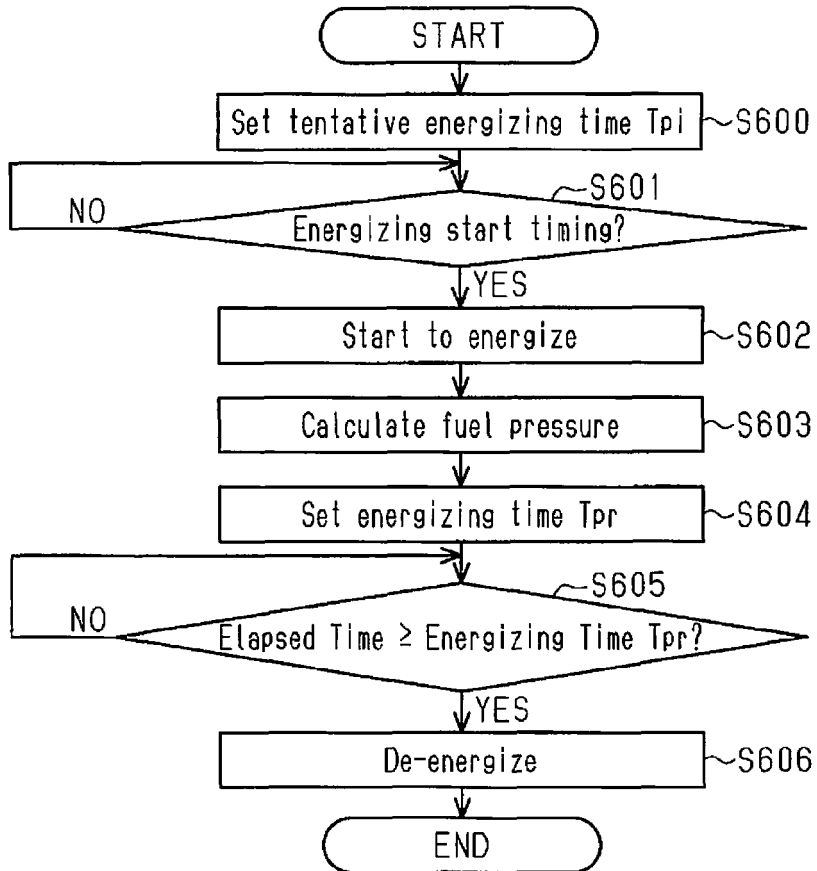 START
Set tentative energizing time Tpi
S600
S601
NO
Energizing start timing?
YES
Start to energize
S602
Calculate fuel pressure
S603
Set energizing time Tpr
S604
S605
NO
Elapsed Time ≥ Energizing Time Tpr?
YES
De-energize
S606
END